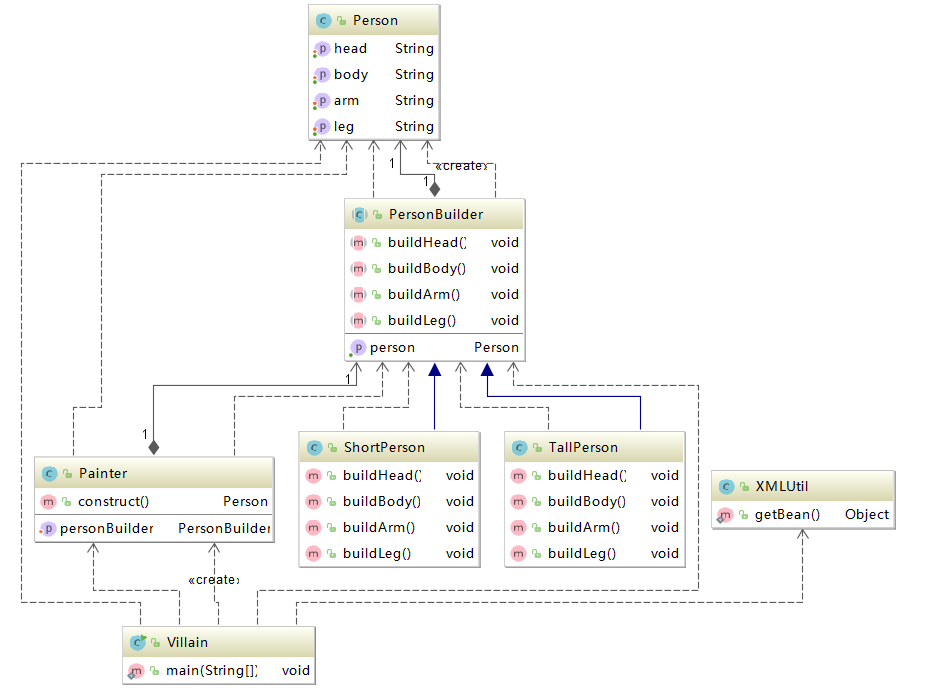 Person
head String
body String
arm String
leg String
1
«create»
1
PersonBuilder
buildHead() void
buildBody() void
buildArm() void
buildLeg() void
person Person
1
1
ShortPerson
buildHead() void
buildBody() void
buildArm() void
buildLeg() void
TallPerson
buildHead() void
buildBody() void
buildArm() void
buildLeg() void
Painter
construct() Person
personBuilder PersonBuilder
XMLUtil
getBean() Object
«create»
Villain
main(String[]) void